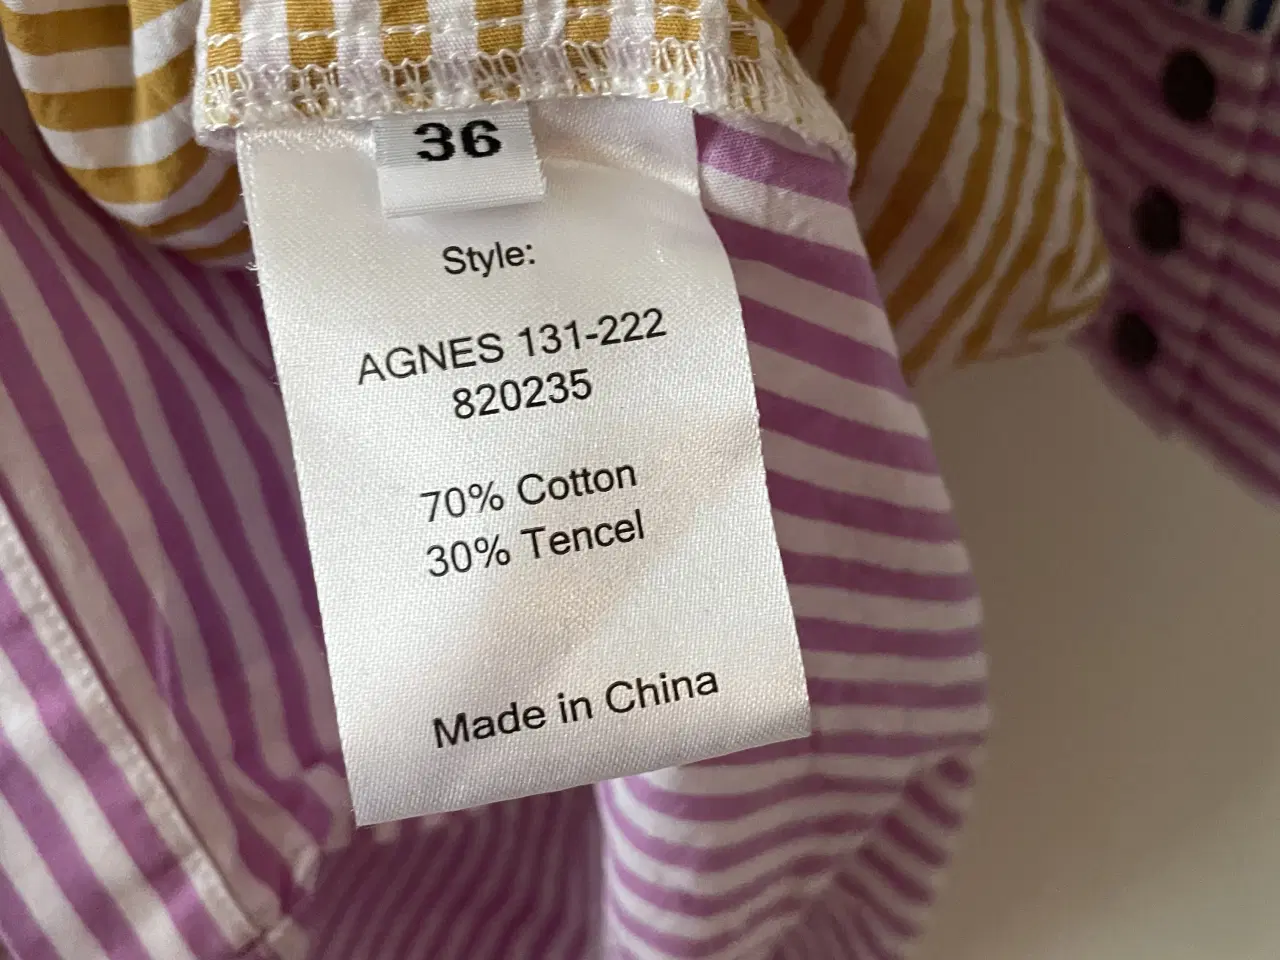 36
Style:
AGNES 131-222
820235
70% Cotton
30% Tencel
Made in China